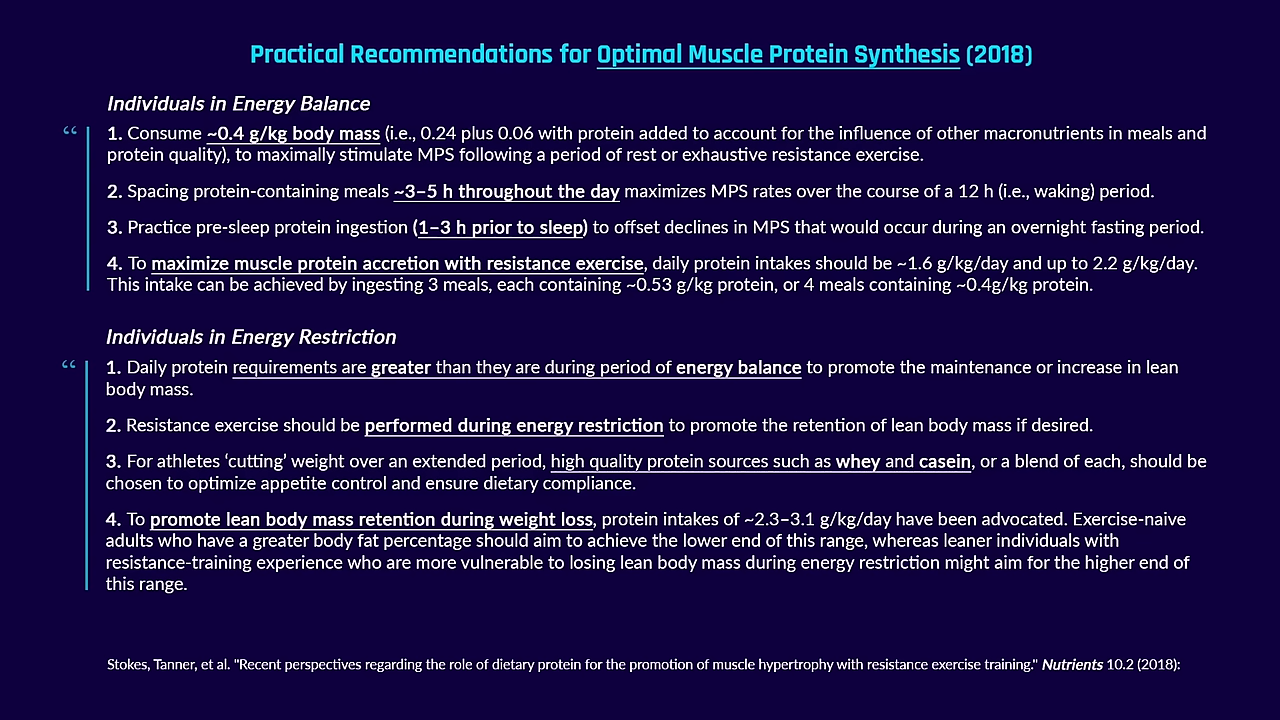 Practical Recommendations for Optimal Muscle Protein Synthesis (2018)
Individuals in Energy Balance
“
1. Consume ~0.4 g/kg body mass (i.e., 0.24 plus 0.06 with protein added to account for the influence of other macronutrients in meals and
protein quality), to maximally stimulate MPS following a period of rest or exhaustive resistance exercise.
2. Spacing protein-containing meals ~3–5 h throughout the day maximizes MPS rates over the course of a 12 h (i.e., waking) period.
3. Practice pre-sleep protein ingestion (1–3 h prior to sleep) to offset declines in MPS that would occur during an overnight fasting period.
4. To maximize muscle protein accretion with resistance exercise, daily protein intakes should be ~1.6 g/kg/day and up to 2.2 g/kg/day.
This intake can be achieved by ingesting 3 meals, each containing ~0.53 g/kg protein, or 4 meals containing ~0.4g/kg protein.
Individuals in Energy Restriction
“
1. Daily protein requirements are greater than they are during period of energy balance to promote the maintenance or increase in lean
body mass.
2. Resistance exercise should be performed during energy restriction to promote the retention of lean body mass if desired.
3. For athletes ‘cutting’ weight over an extended period, high quality protein sources such as whey and casein, or a blend of each, should be
chosen to optimize appetite control and ensure dietary compliance.
4. To promote lean body mass retention during weight loss, protein intakes of ~2.3–3.1 g/kg/day have been advocated. Exercise-naive
adults who have a greater body fat percentage should aim to achieve the lower end of this range, whereas leaner individuals with
resistance-training experience who are more vulnerable to losing lean body mass during energy restriction might aim for the higher end of
this range.
Stokes, Tanner, et al. "Recent perspectives regarding the role of dietary protein for the promotion of muscle hypertrophy with resistance exercise training." Nutrients 10.2 (2018):